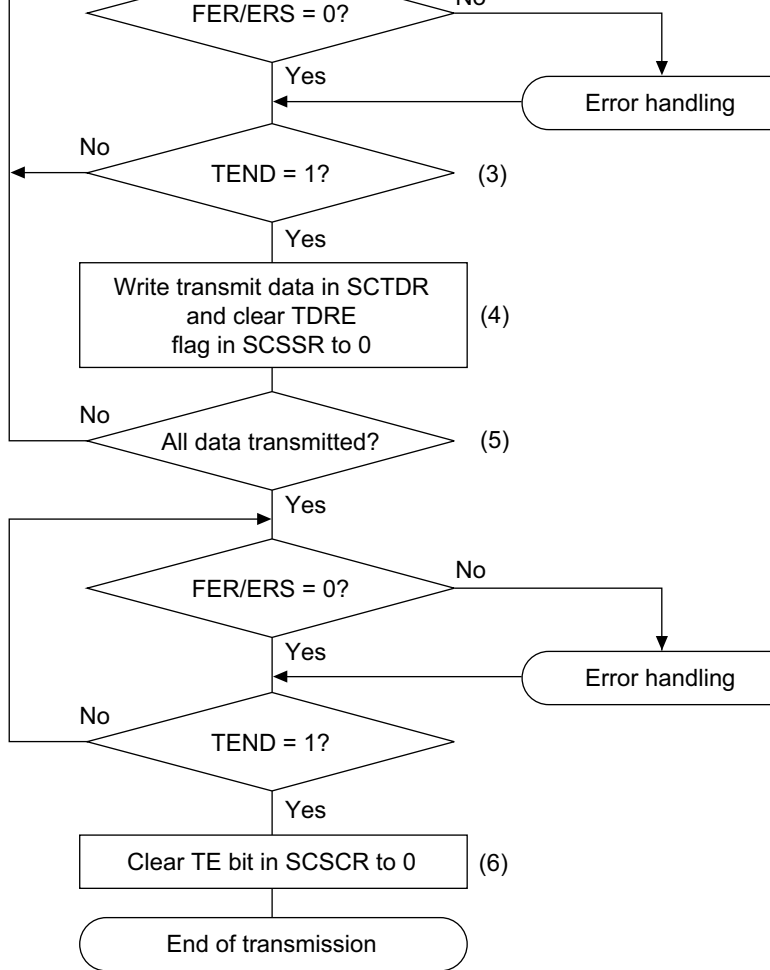 No
FER/ERS = 0?
Yes
Error handling
No
TEND = 1?
(3)
Yes
Write transmit data in SCTDR
and clear TDRE
flag in SCSSR to 0
(4)
No
All data transmitted?
(5)
Yes
FER/ERS = 0?
No
Yes
Error handling
No
TEND = 1?
Yes
Clear TE bit in SCSCR to 0
(6)
End of transmission